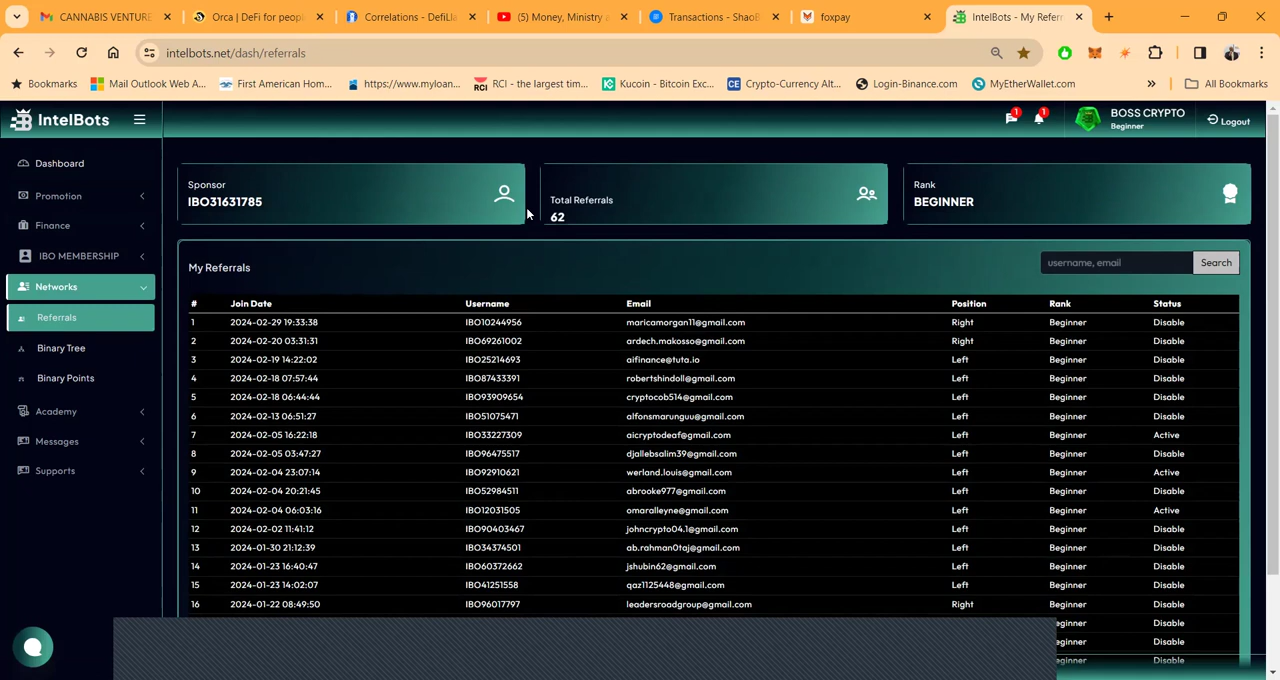 CANNABIS VENTURE
Orca | DeFi for peopl
Correlations - DefiLla
(5) Money, Ministry a
Transactions - ShaoB
foxpay
IntelBots - My Referr
intelbots.net/dash/referrals
Bookmarks
Mail Outlook Web A...
First American Hom...
https://www.myloan...
RCI - the largest tim...
Kucoin - Bitcoin Exc...
Crypto-Currency Alt...
Login-Binance.com
MyEtherWallet.com
All Bookmarks
IntelBots
1
1
BOSS CRYPTO
Beginner
Logout
Dashboard
Promotion
Finance
IBO MEMBERSHIP
Networks
Referrals
Binary Tree
Binary Points
Academy
Messages
Supports
Sponsor
IBO31631785
Total Referrals
62
Rank
BEGINNER
My Referrals
username, email
Search
# Join Date Username Email Position Rank Status
1 2024-02-29 19:33:38 IBO10244956 maricamorgan11@gmail.com Right Beginner Disable
2 2024-02-20 03:31:31 IBO69261002 ardech.makosso@gmail.com Right Beginner Disable
3 2024-02-19 14:22:02 IBO25214693 aifinance@tuta.io Left Beginner Disable
4 2024-02-18 07:57:44 IBO87433391 robertshindoll@gmail.com Left Beginner Disable
5 2024-02-18 06:44:44 IBO93909654 cryptocob514@gmail.com Left Beginner Disable
6 2024-02-13 06:51:27 IBO51075471 alfonsmarunguu@gmail.com Left Beginner Disable
7 2024-02-05 16:22:18 IBO33227309 aicryptodeaf@gmail.com Left Beginner Active
8 2024-02-05 03:47:27 IBO96475517 djallebsalim39@gmail.com Left Beginner Disable
9 2024-02-04 23:07:14 IBO92910621 werland.louis@gmail.com Left Beginner Active
10 2024-02-04 20:21:45 IBO52984511 abrooke977@gmail.com Left Beginner Disable
11 2024-02-04 06:03:16 IBO12031505 omaralleyne@gmail.com Left Beginner Active
12 2024-02-02 11:41:12 IBO90403467 johncrypto04.1@gmail.com Left Beginner Disable
13 2024-01-30 21:12:39 IBO34374501 ab.rahman0taj@gmail.com Left Beginner Disable
14 2024-01-23 16:40:47 IBO60372662 jshubin62@gmail.com Left Beginner Disable
15 2024-01-23 14:02:07 IBO41251558 qaz1125448@gmail.com Left Beginner Disable
16 2024-01-22 08:49:50 IBO96017797 leadersroadgroup@gmail.com Right Beginner Disable
eginner Disable
eginner Disable
eginner Disable